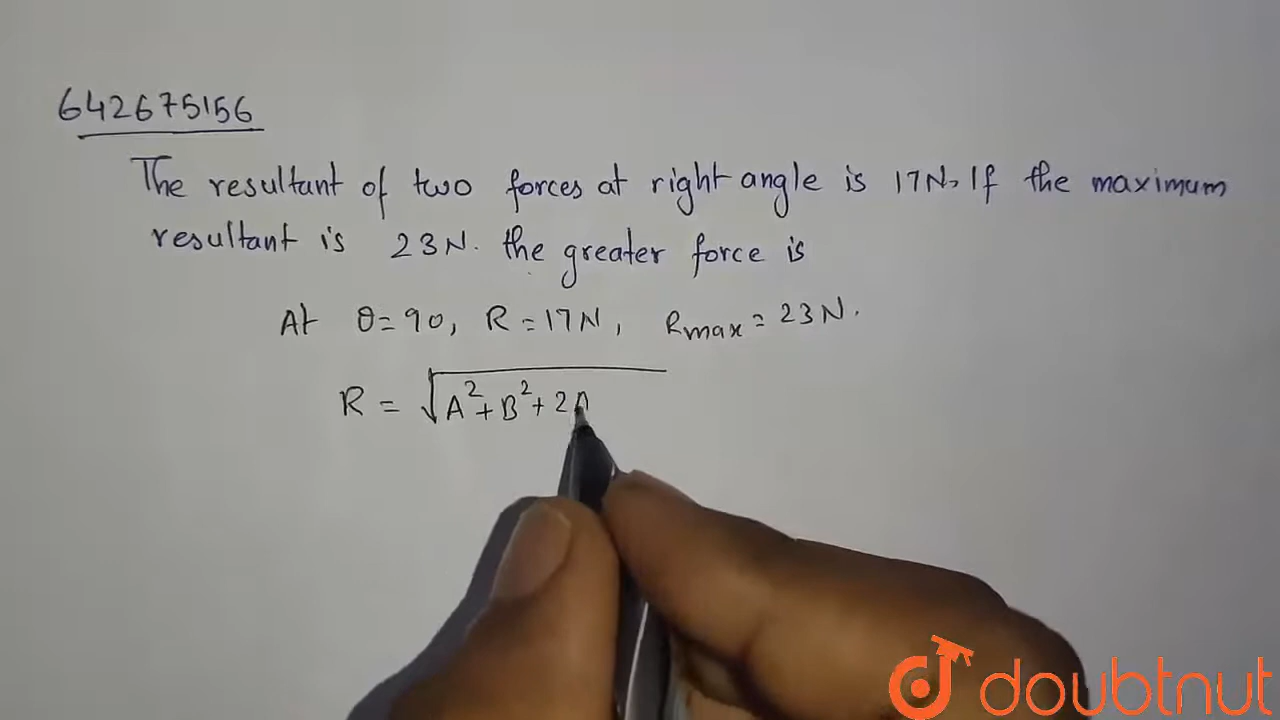 642675156
The resultant of two forces at right angle is 17N, If the maximum
resultant is 23N. the greater force is
At θ=90, R=17N, Rmax=23N.
R = √A²+B²+2A
doubtnut